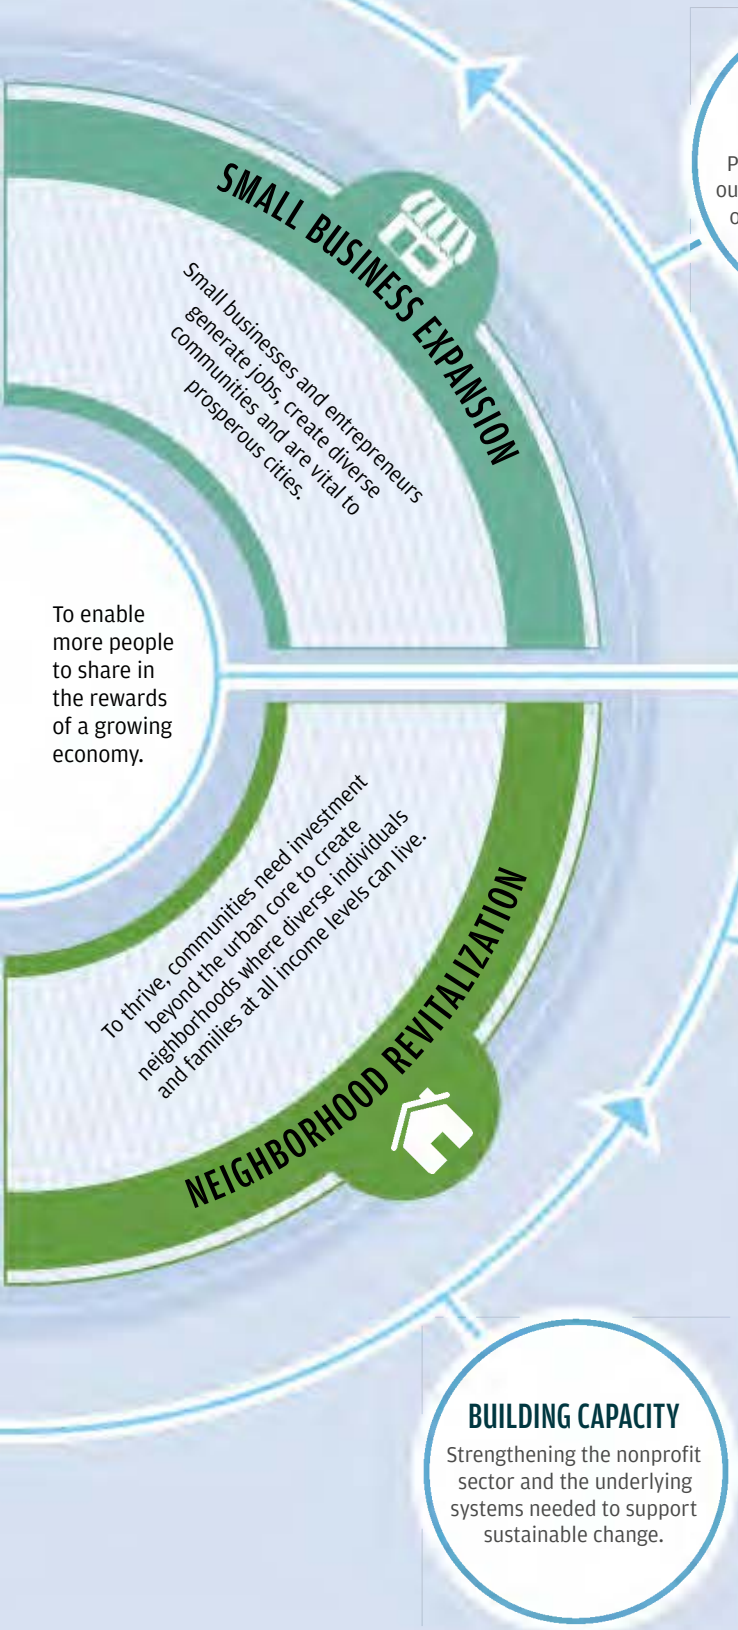 SMALL BUSINESS EXPANSION
Small businesses and entrepreneurs
generate jobs, create diverse
communities and are vital to
prosperous cities.
To enable
more people
to share in
the rewards
of a growing
economy.
To thrive, communities need investment
beyond the urban core to create
neighborhoods where diverse individuals
and families at all income levels can live.
NEIGHBORHOOD REVITALIZATION
BUILDING CAPACITY
Strengthening the nonprofit
sector and the underlying
systems needed to support
sustainable change.